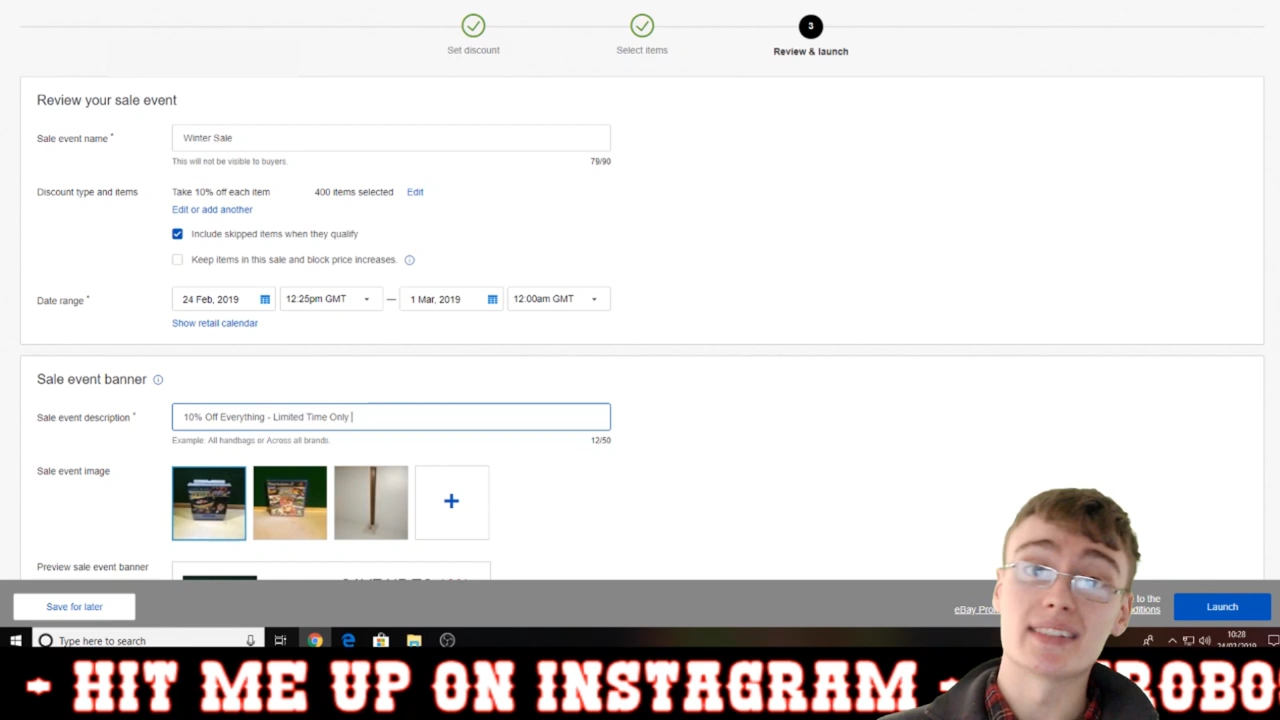 3
Set discount
Select items
Review & launch
Review your sale event
Sale event name *
Winter Sale
This will not be visible to buyers.
79/90
Discount type and items
Take 10% off each item
400 items selected
Edit
Edit or add another
Include skipped items when they qualify
Keep items in this sale and block price increases.
Date range *
24 Feb, 2019
12.25pm GMT
—
1 Mar, 2019
12:00am GMT
Show retail calendar
Sale event banner
Sale event description *
10% Off Everything - Limited Time Only
Example: All handbags or Across all brands.
12/50
Sale event image
+
Preview sale event banner
Save for later
to the
eBay
Launch
Type here to search
10:28
24/02/2019
- HIT ME UP ON INSTAGRAM -